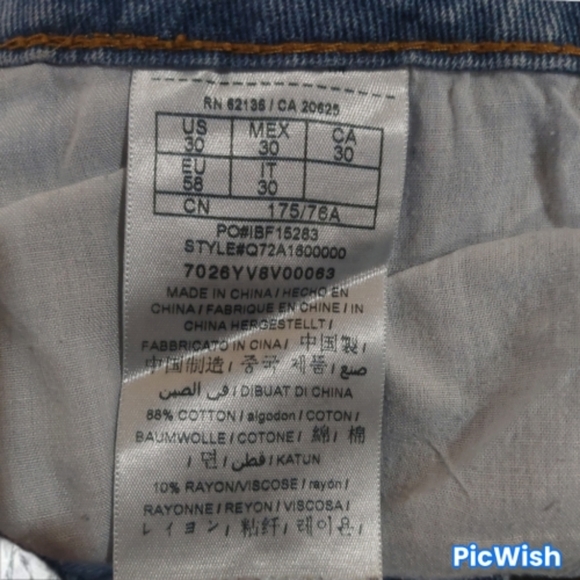 RN 62136 / CA 20625
US 30 MEX 30 CA 30
EU 58 IT 30
CN 175/76A
PO#IBF15283
STYLE#Q72A1600000
7026YV8V00063
MADE IN CHINA / HECHO EN
CHINA / FABRIQUE EN CHINE / IN
CHINA HERGESTELLT /
FABBRICATO IN CINA / 中国製 /
中国制造 / 중국 제품 / صنع
في الصين / DIBUAT DI CHINA
88% COTTON / algodon / COTON /
BAUMWOLLE / COTONE / 綿 / 棉
/ 면 / قطن / KATUN
10% RAYON/VISCOSE / rayón /
RAYONNE / REYON / VISCOSA /
レイヨン / 粘纤 / 레이온 /
PicWish